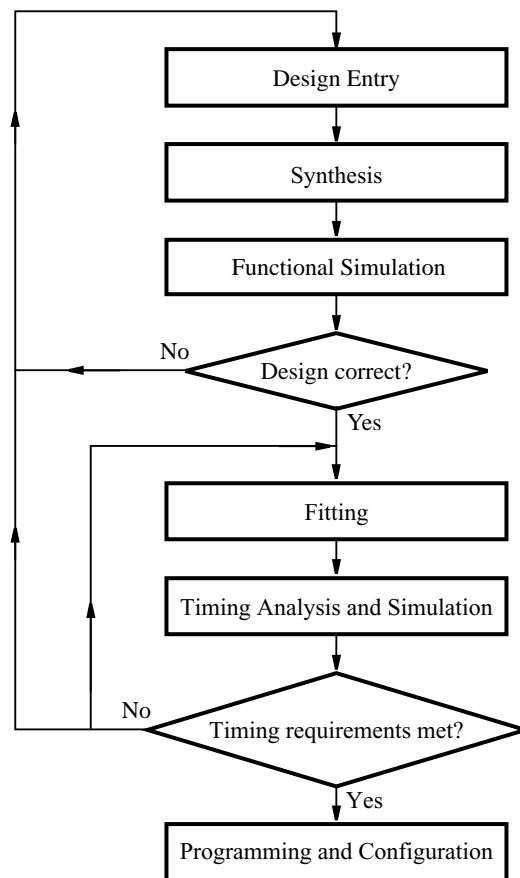 Design Entry
Synthesis
Functional Simulation
No
Design correct?
Yes
Fitting
Timing Analysis and Simulation
No
Timing requirements met?
Yes
Programming and Configuration